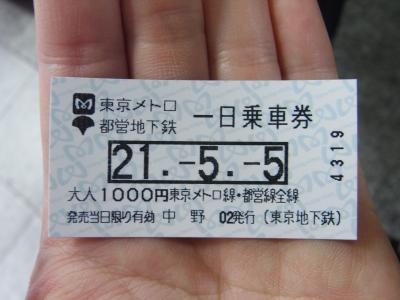 東京メトロ
都営地下鉄
一日乗車券
21.-5.-5
4319
大人1000円東京メトロ線・都営線全線
発売当日限り有効 中野 02発行 (東京地下鉄)